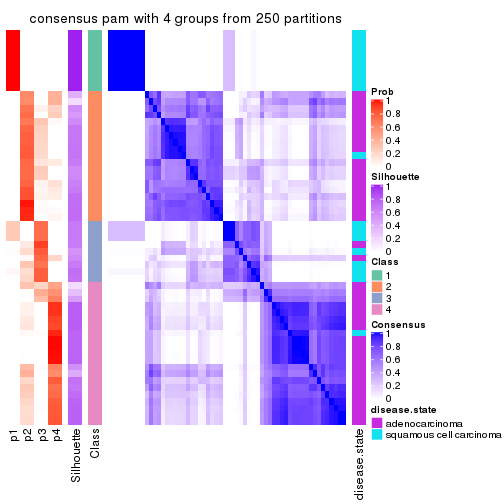 consensus pam with 4 groups from 250 partitions
Prob
1
0.8
0.6
0.4
0.2
0
Silhouette
1
0.8
0.6
0.4
0.2
0
Class
1
2
3
4
Consensus
1
0.8
0.6
0.4
0.2
0
disease.state
adenocarcinoma
squamous cell carcinoma
p1
p2
p3
p4
Silhouette
Class
disease.state